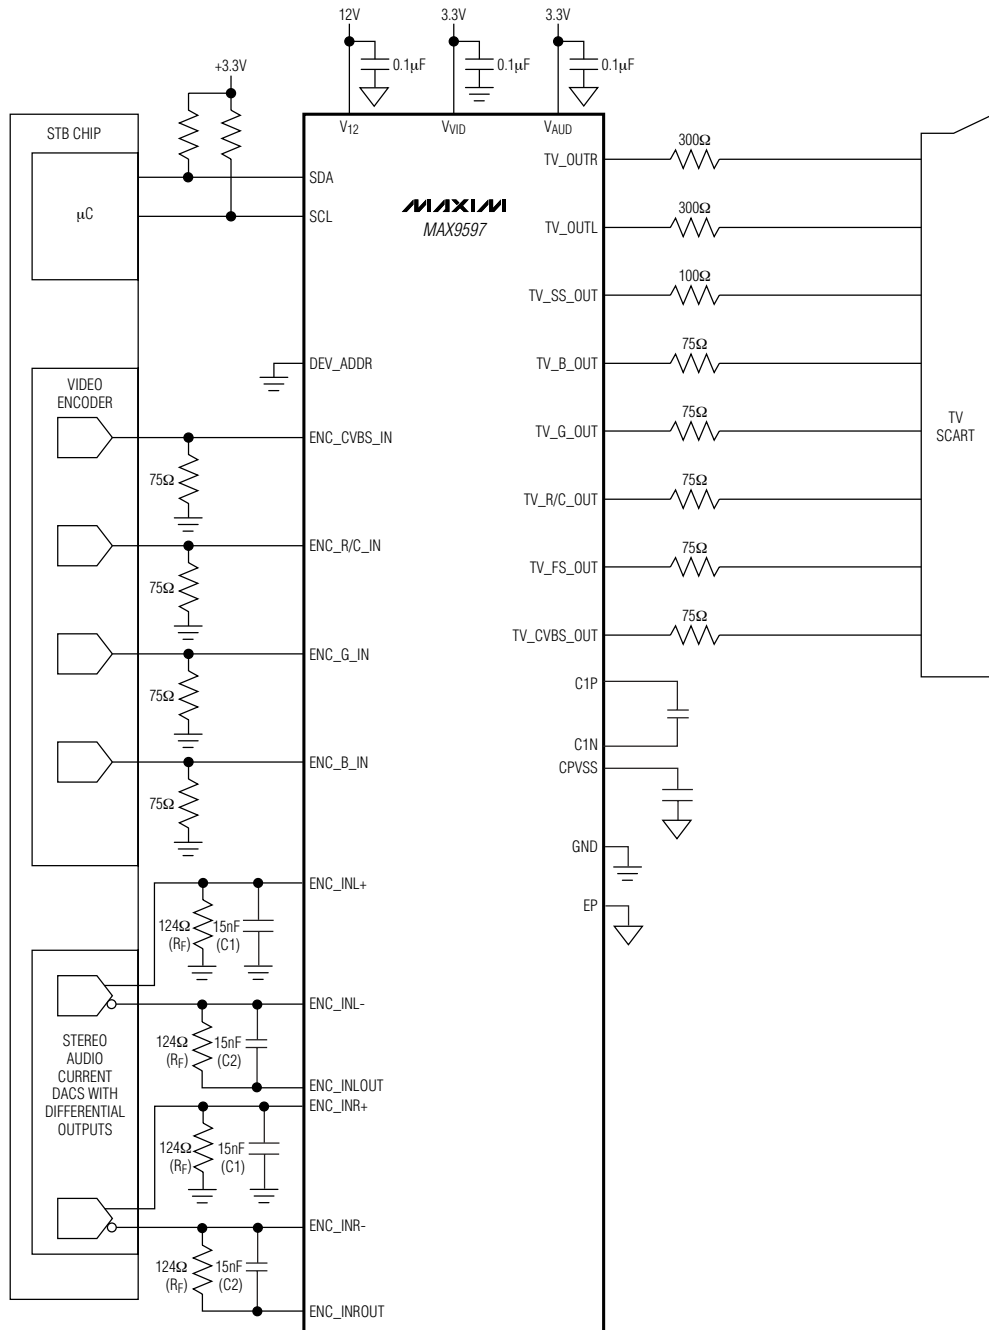 12V
3.3V
3.3V
0.1µF
0.1µF
0.1µF
+3.3V
STB CHIP
µC
V12
VVID
VAUD
SDA
SCL
MAXIM
MAX9597
DEV_ADDR
VIDEO
ENCODER
ENC_CVBS_IN
75Ω
ENC_R/C_IN
75Ω
ENC_G_IN
75Ω
ENC_B_IN
75Ω
ENC_INL+
124Ω
(RF)
15nF
(C1)
ENC_INL-
124Ω
(RF)
15nF
(C2)
ENC_INLOUT
STEREO
AUDIO
CURRENT
DACS WITH
DIFFERENTIAL
OUTPUTS
ENC_INR+
124Ω
(RF)
15nF
(C1)
ENC_INR-
124Ω
(RF)
15nF
(C2)
ENC_INROUT
TV_OUTR
300Ω
TV_OUTL
300Ω
TV_SS_OUT
100Ω
TV_B_OUT
75Ω
TV_G_OUT
75Ω
TV_R/C_OUT
75Ω
TV_FS_OUT
75Ω
TV_CVBS_OUT
75Ω
C1P
C1N
CPVSS
GND
EP
TV
SCART